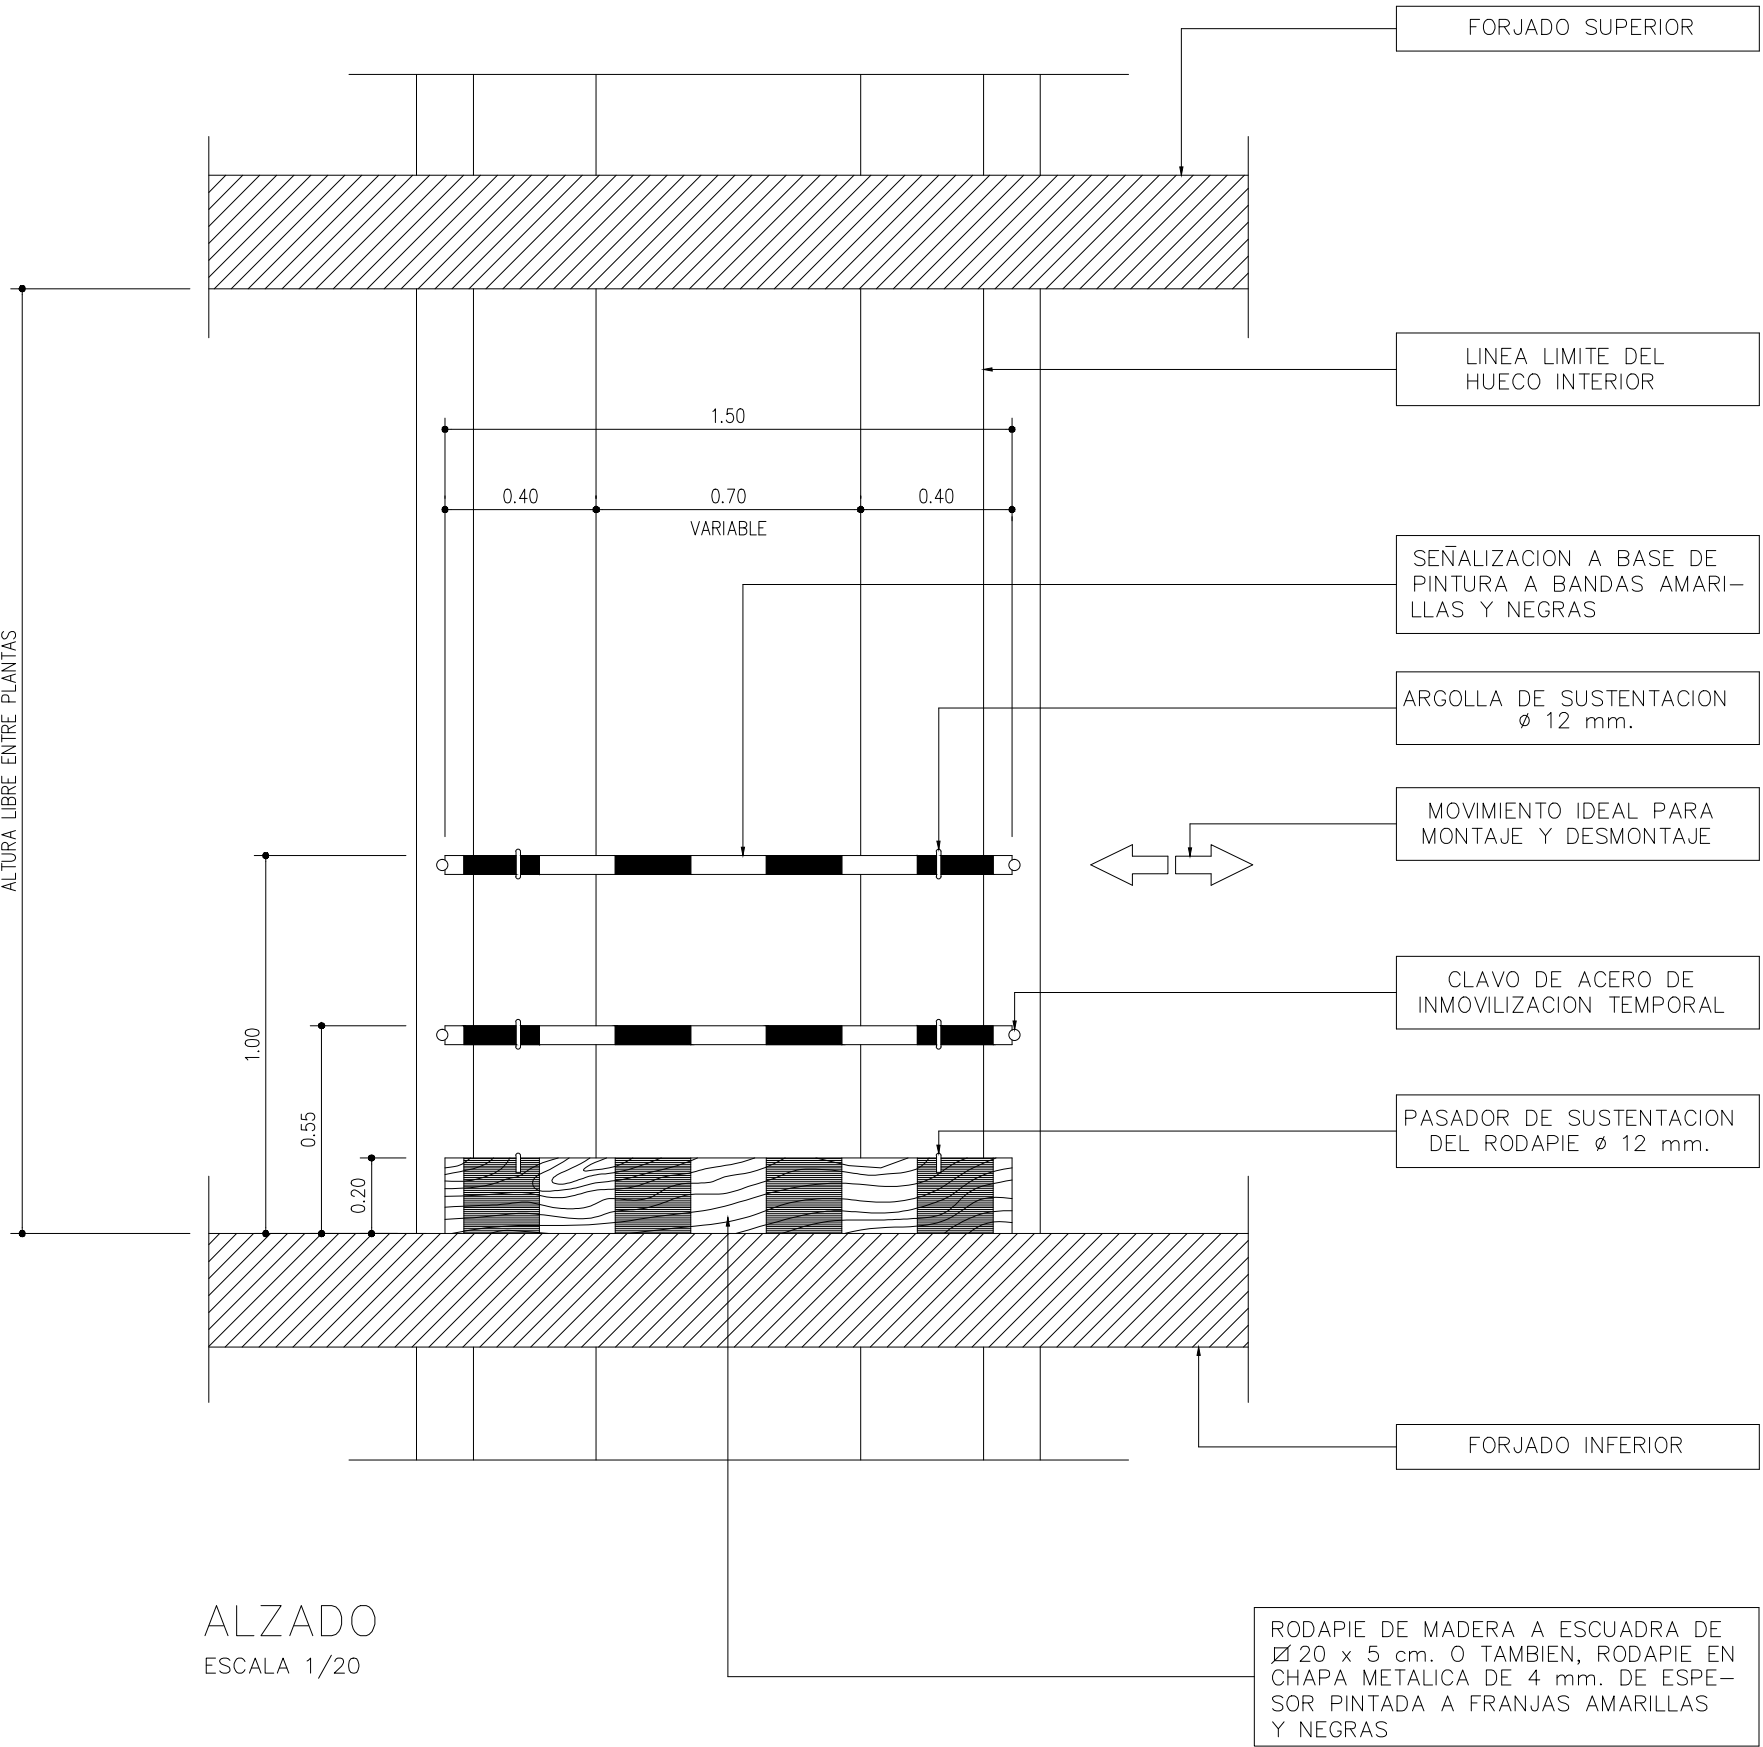 FORJADO SUPERIOR
LINEA LIMITE DEL
HUECO INTERIOR
1.50
0.40
0.70
0.40
VARIABLE
SEÑALIZACION A BASE DE
PINTURA A BANDAS AMARI-
LLAS Y NEGRAS
ALTURA LIBRE ENTRE PLANTAS
ARGOLLA DE SUSTENTACION
ø 12 mm.
MOVIMIENTO IDEAL PARA
MONTAJE Y DESMONTAJE
CLAVO DE ACERO DE
INMOVILIZACION TEMPORAL
1.00
0.55
0.20
PASADOR DE SUSTENTACION
DEL RODAPIE ø 12 mm.
FORJADO INFERIOR
ALZADO
ESCALA 1/20
RODAPIE DE MADERA A ESCUADRA DE
20 x 5 cm. O TAMBIEN, RODAPIE EN
CHAPA METALICA DE 4 mm. DE ESPE-
SOR PINTADA A FRANJAS AMARILLAS
Y NEGRAS